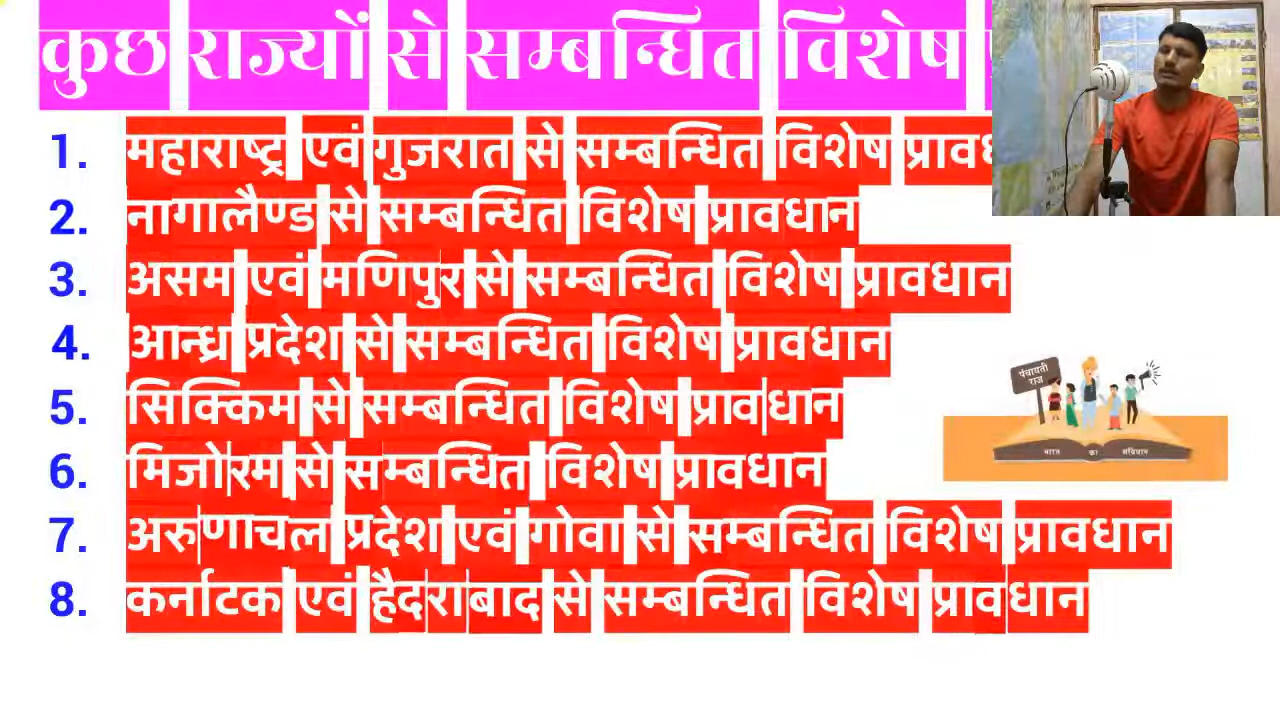 कुछ राज्यों से सम्बन्धित विशेष
1. महाराष्ट्र एवं गुजरात से सम्बन्धित विशेष
2. नागालैण्ड से सम्बन्धित विशेष प्रावधान
3. असम एवं मणिपुर से सम्बन्धित विशेष प्रावधान
4. आन्ध्रा प्रदेश से सम्बन्धित विशेष प्रावधान
5. सिक्किम से सम्बन्धित विशेष प्रावधान
6. मिजोरम से सम्बन्धित विशेष प्रावधान
7. अरुणाचल प्रदेश एवं गोवा से सम्बन्धित विशेष प्रावधान
8. कर्नाटक एवं हैदराबाद से सम्बन्धित विशेष प्रावधान
पंचायती
राज
भारत का संविधान